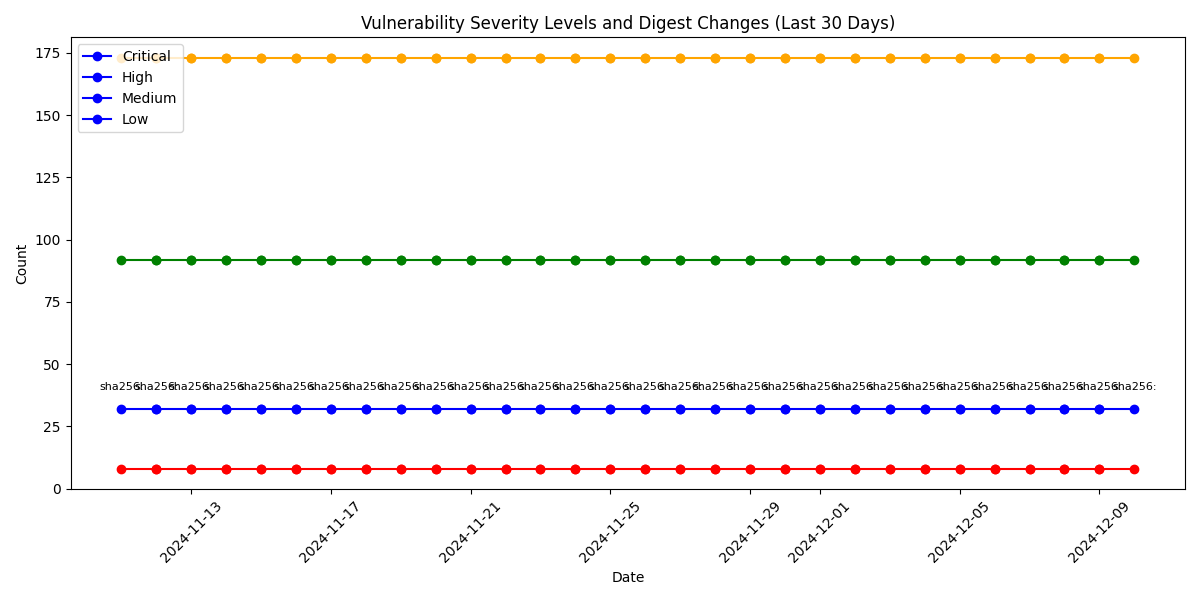 Vulnerability Severity Levels and Digest Changes (Last 30 Days)
Critical
High
Medium
Low
Count
175
150
125
100
75
50
25
0
sha256: sha256: sha256: sha256: sha256: sha256: sha256: sha256: sha256: sha256: sha256: sha256: sha256: sha256: sha256: sha256: sha256: sha256: sha256: sha256: sha256: sha256: sha256: sha256: sha256: sha256: sha256: sha256: sha256: sha256:
2024-11-13
2024-11-17
2024-11-21
2024-11-25
2024-11-29
2024-12-01
2024-12-05
2024-12-09
Date